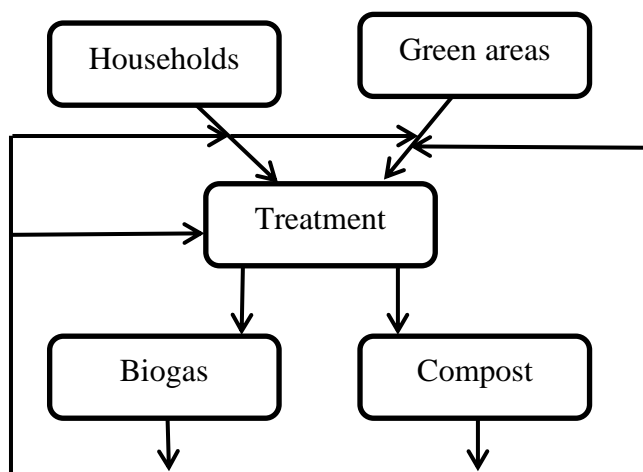 Households
Green areas
Treatment
Biogas
Compost